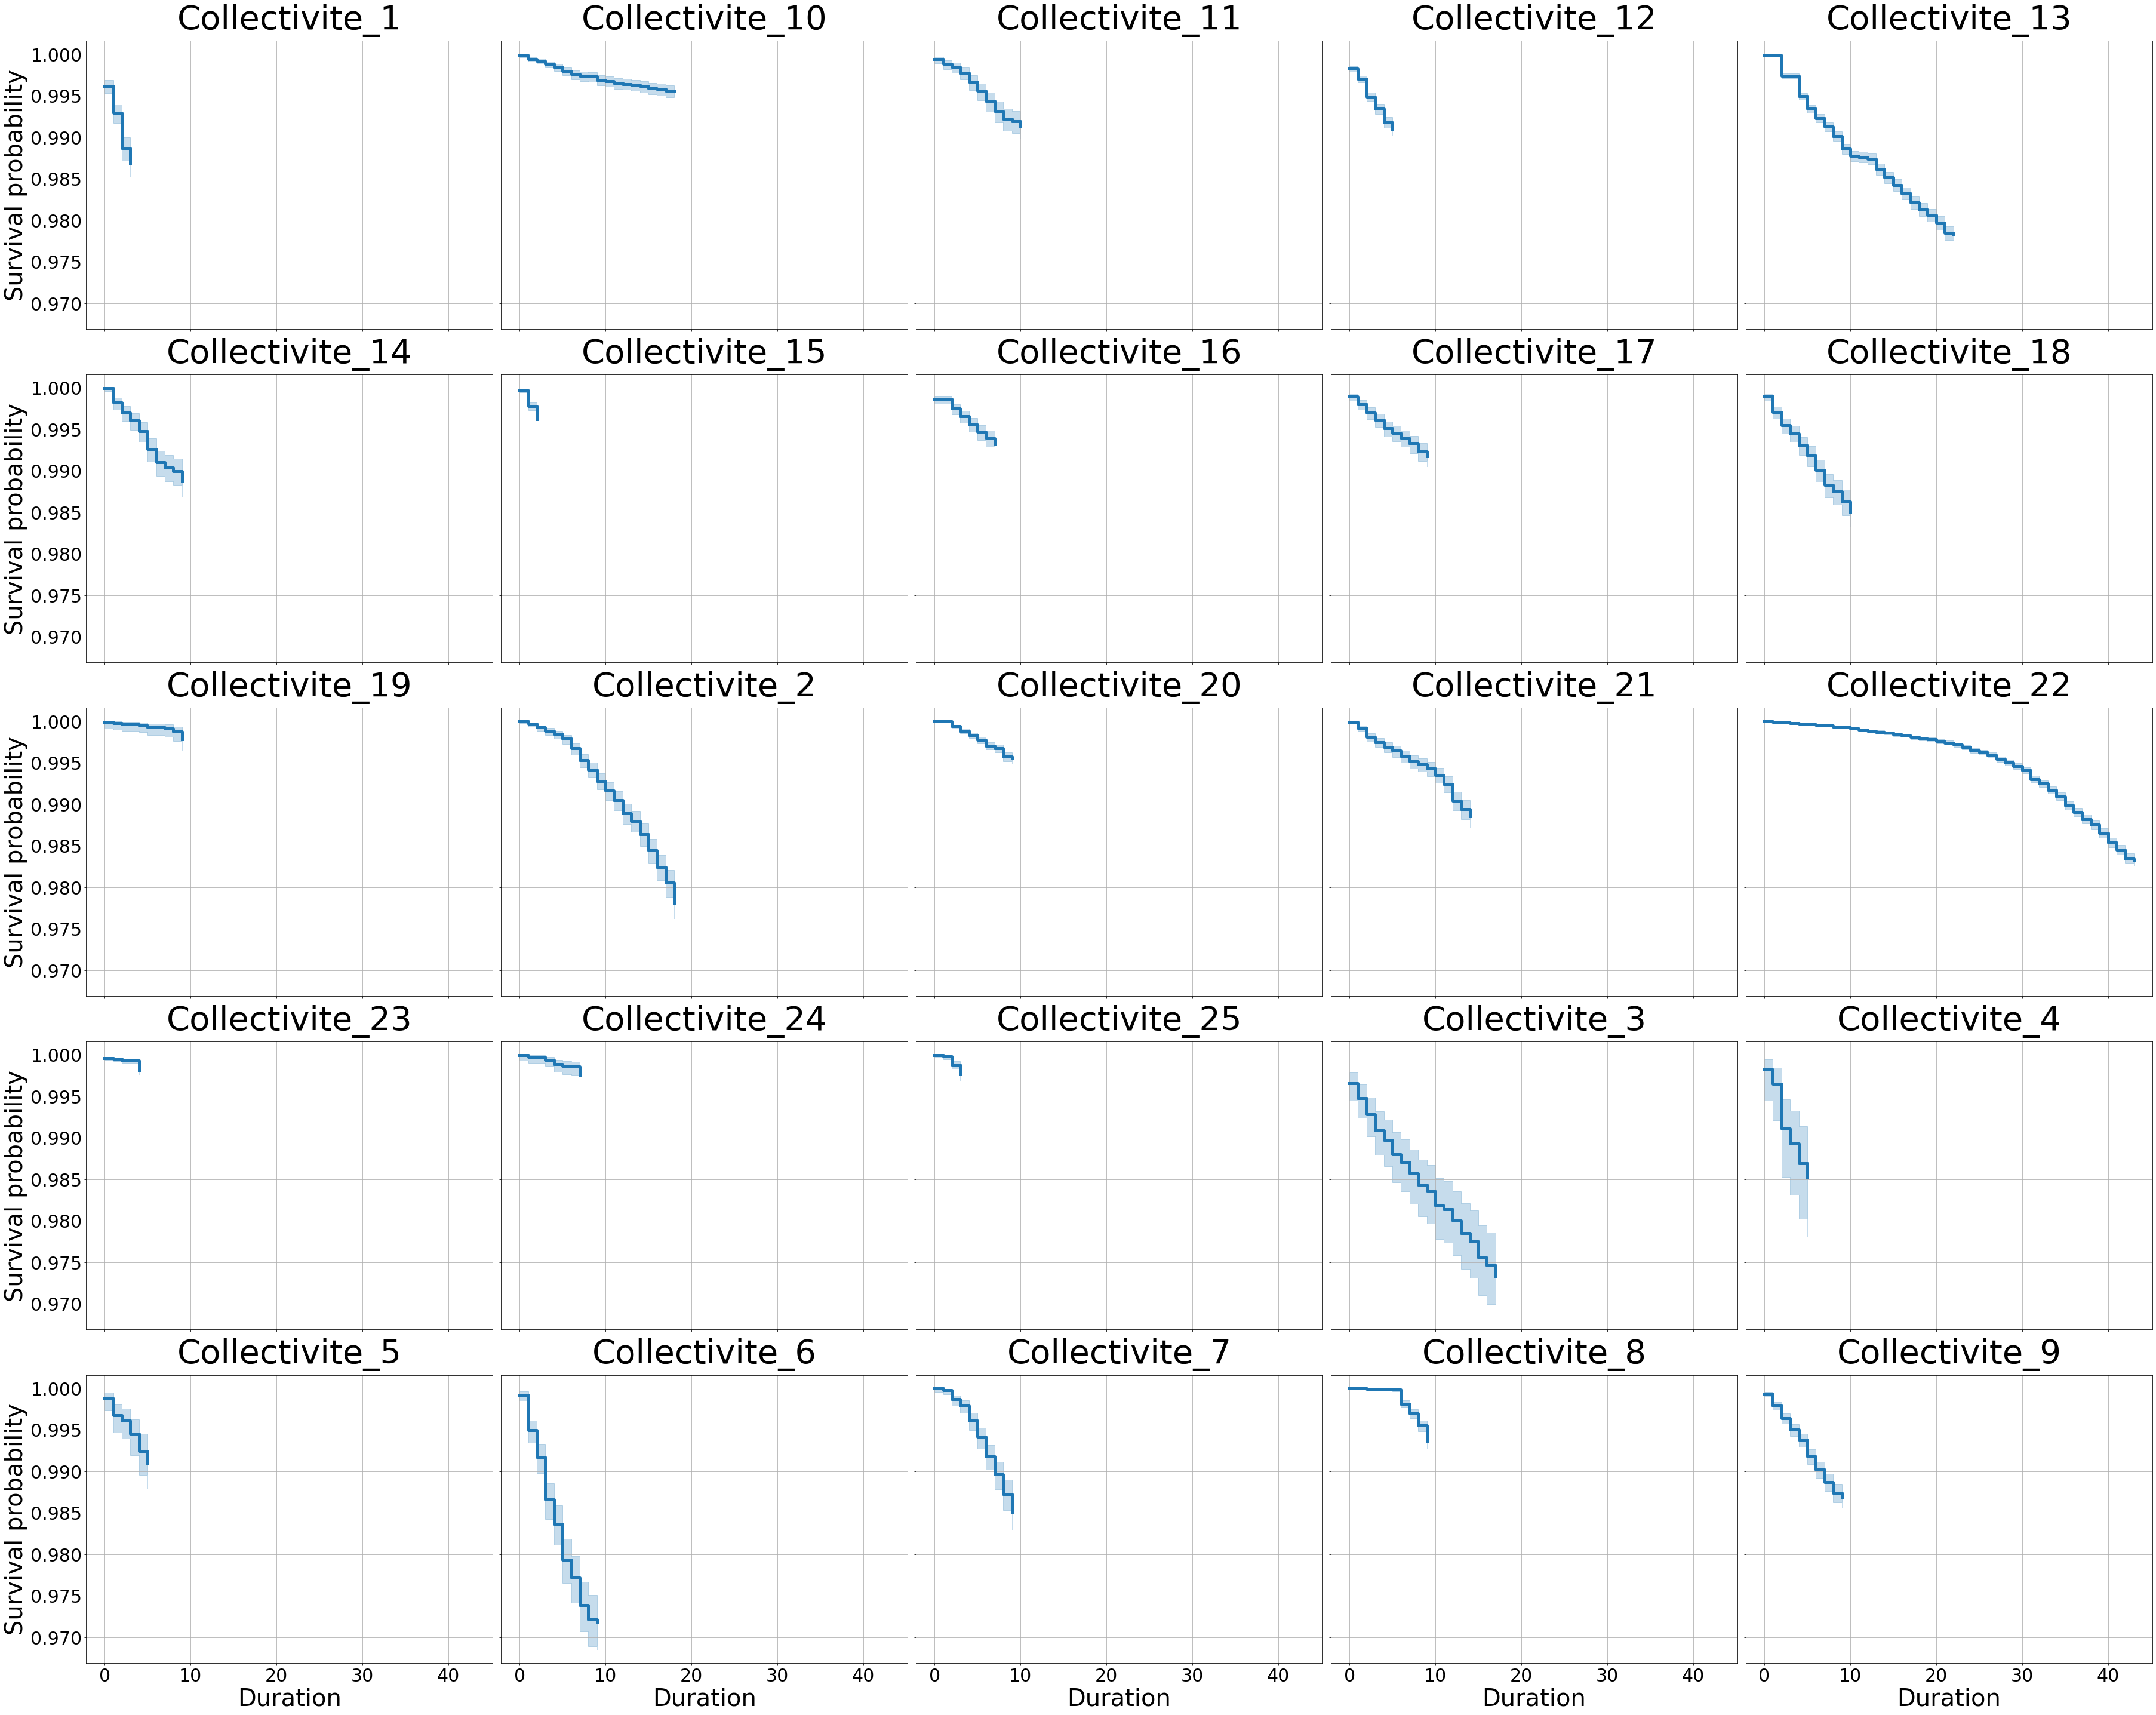 Collectivite_1 Collectivite_10 Collectivite_11 Collectivite_12 Collectivite_13
Survival probability
1.000
0.995
0.990
0.985
0.980
0.975
0.970
Collectivite_14 Collectivite_15 Collectivite_16 Collectivite_17 Collectivite_18
Survival probability
1.000
0.995
0.990
0.985
0.980
0.975
0.970
Collectivite_19 Collectivite_2 Collectivite_20 Collectivite_21 Collectivite_22
Survival probability
1.000
0.995
0.990
0.985
0.980
0.975
0.970
Collectivite_23 Collectivite_24 Collectivite_25 Collectivite_3 Collectivite_4
Survival probability
1.000
0.995
0.990
0.985
0.980
0.975
0.970
Collectivite_5 Collectivite_6 Collectivite_7 Collectivite_8 Collectivite_9
Survival probability
1.000
0.995
0.990
0.985
0.980
0.975
0.970
0 10 20 30 40 0 10 20 30 40 0 10 20 30 40 0 10 20 30 40 0 10 20 30 40
Duration Duration Duration Duration Duration